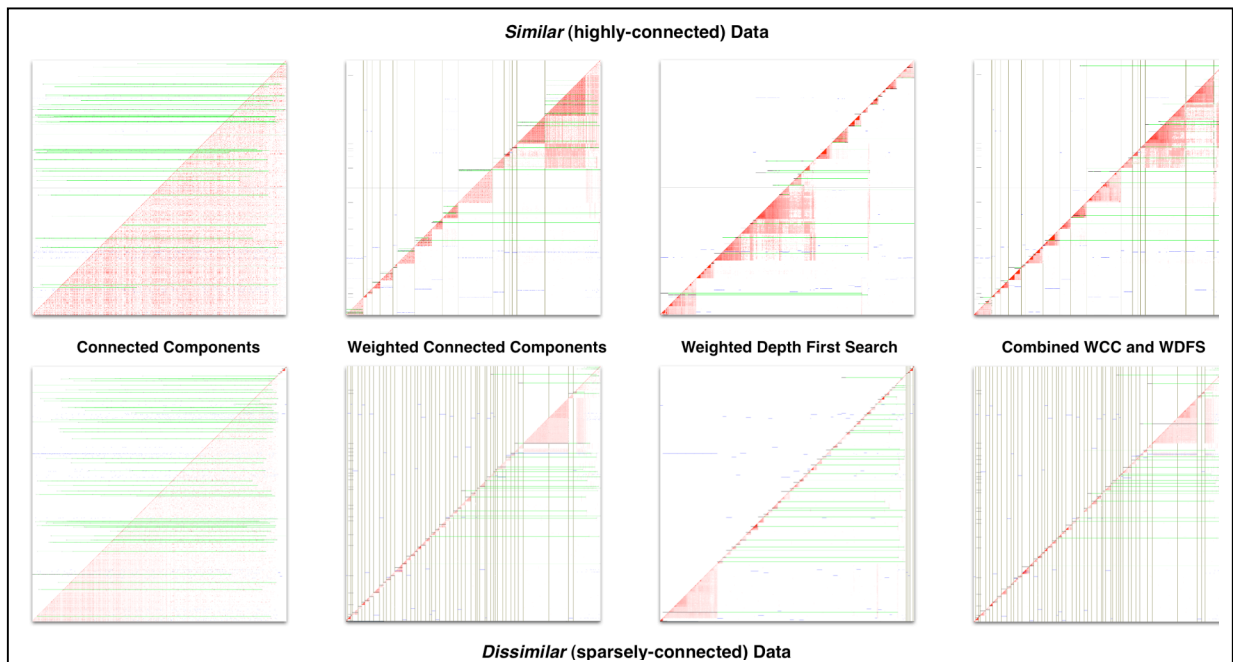 Similar (highly-connected) Data
Connected Components
Weighted Connected Components
Weighted Depth First Search
Combined WCC and WDFS
Dissimilar (sparsely-connected) Data